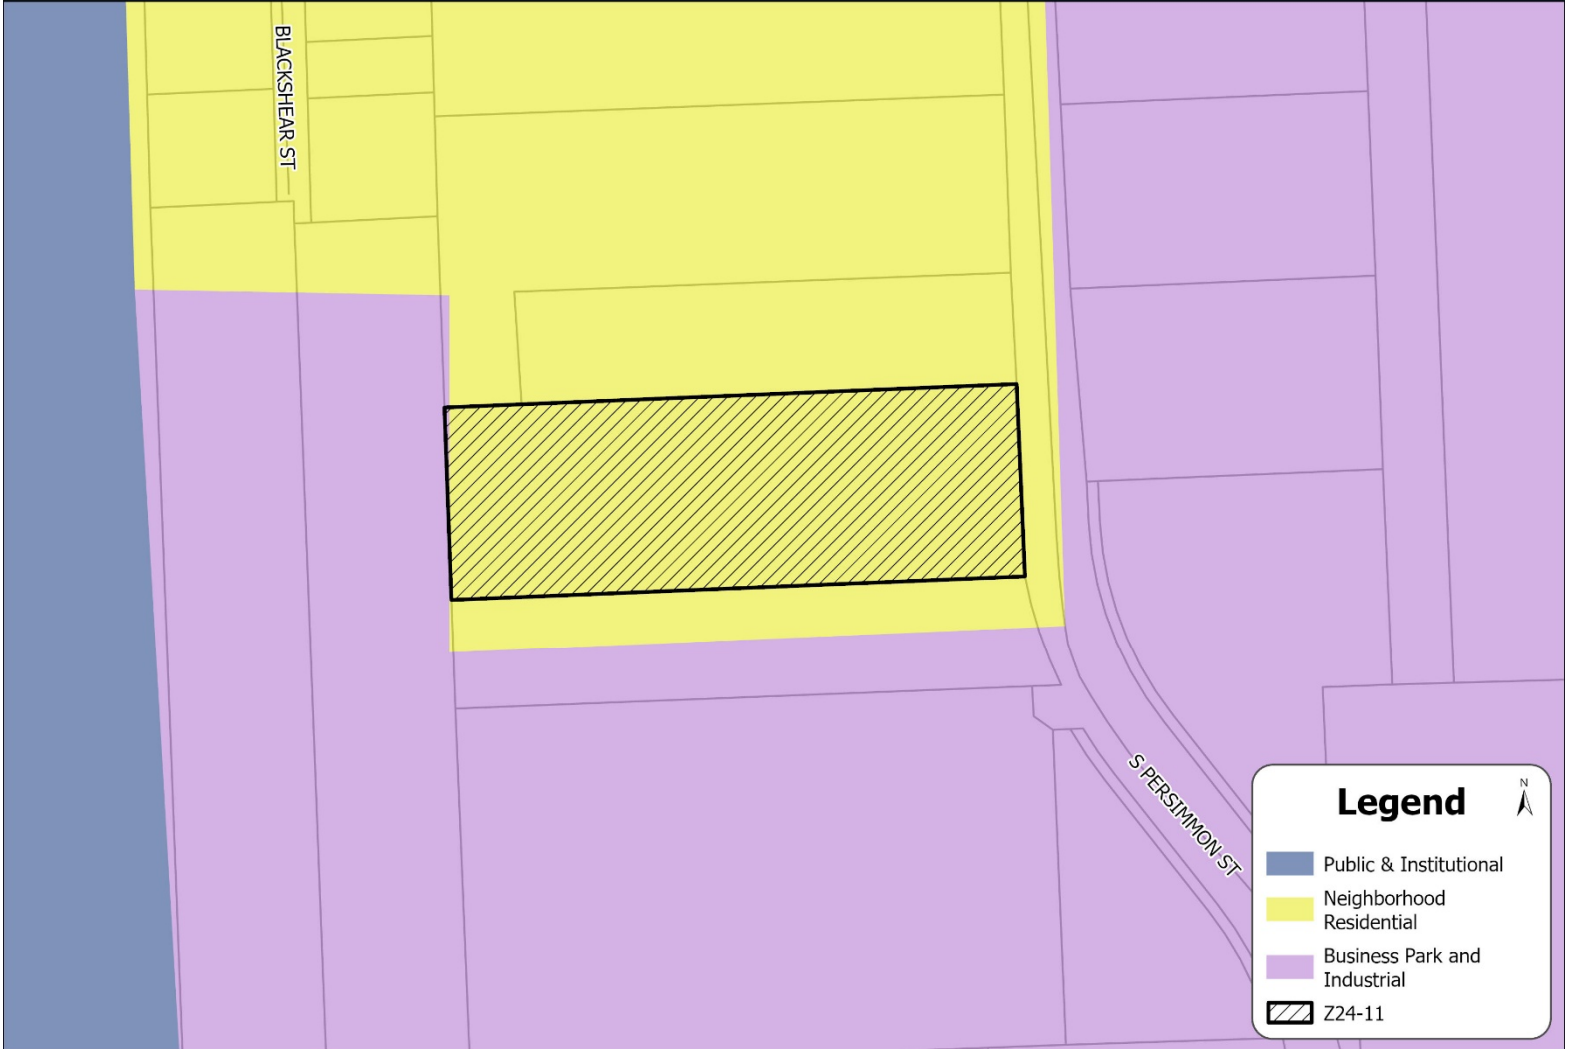 BLACKSHEAR ST
S PERSIMMON ST
Legend
N
Public & Institutional
Neighborhood
Residential
Business Park and
Industrial
Z24-11